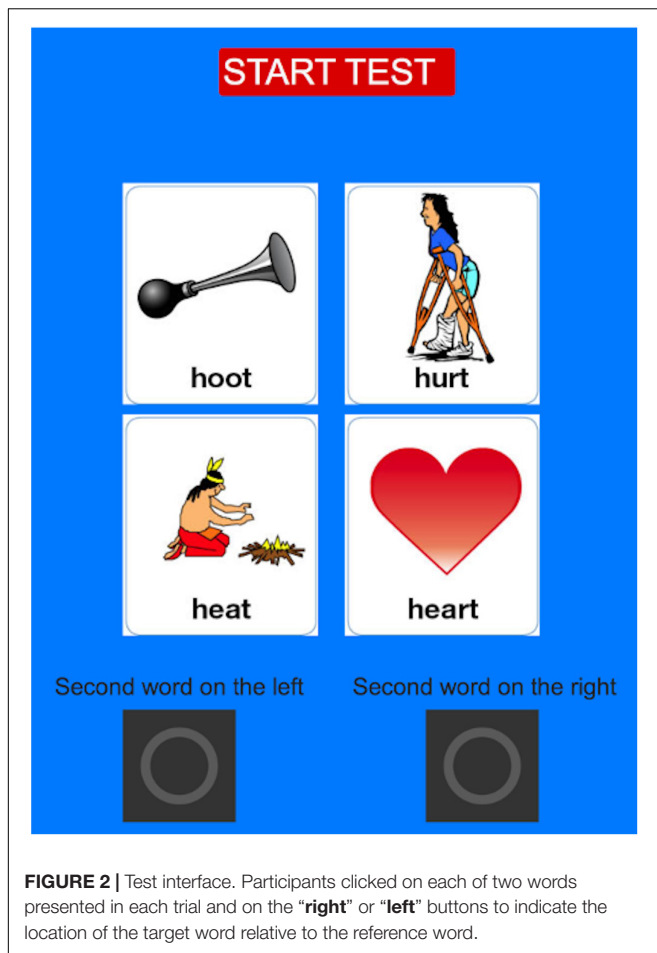 START TEST
hoot
hurt
heat
heart
Second word on the left
Second word on the right
FIGURE 2 | Test interface. Participants clicked on each of two words
presented in each trial and on the “right” or “left” buttons to indicate the
location of the target word relative to the reference word.